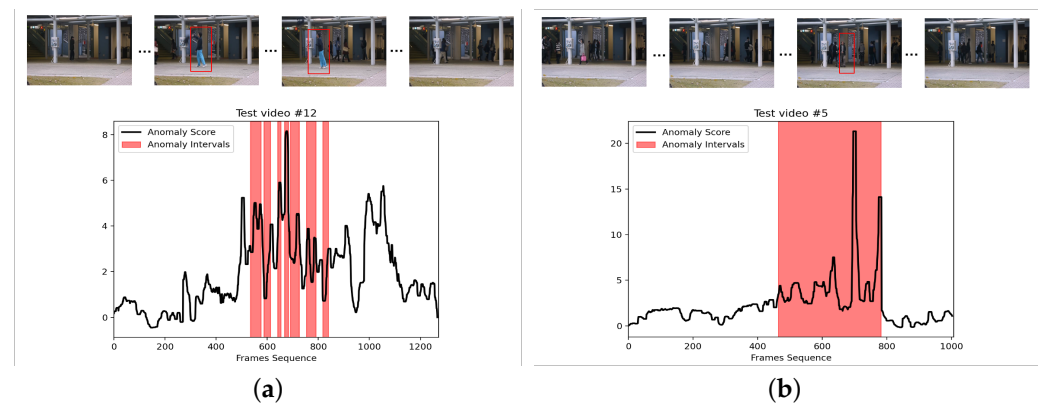 ... ... ...
... ... ...
Test video #12
Anomaly Score
Anomaly Intervals
8
6
4
2
0
0 200 400 600 800 1000 1200
Frames Sequence
(a)
Test video #5
Anomaly Score
Anomaly Intervals
20
15
10
5
0
0 200 400 600 800 1000
Frames Sequence
(b)